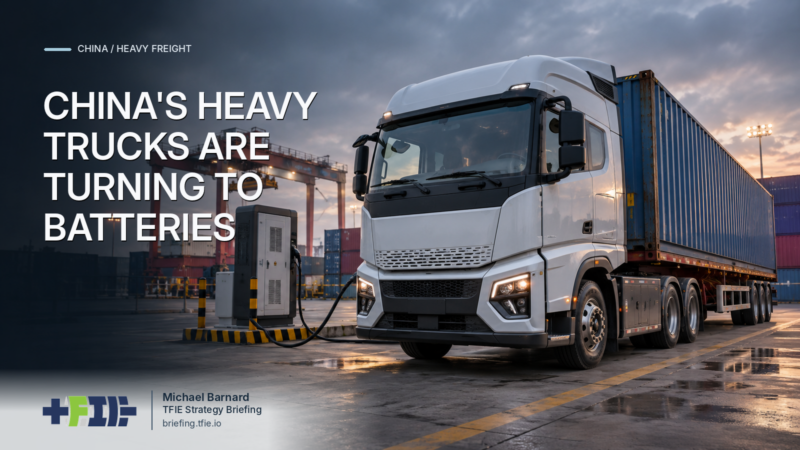 CHINA / HEAVY FREIGHT
CHINA'S HEAVY
TRUCKS ARE
TURNING TO
BATTERIES
TFIE
Michael Barnard
TFIE Strategy Briefing
briefing.tfie.io